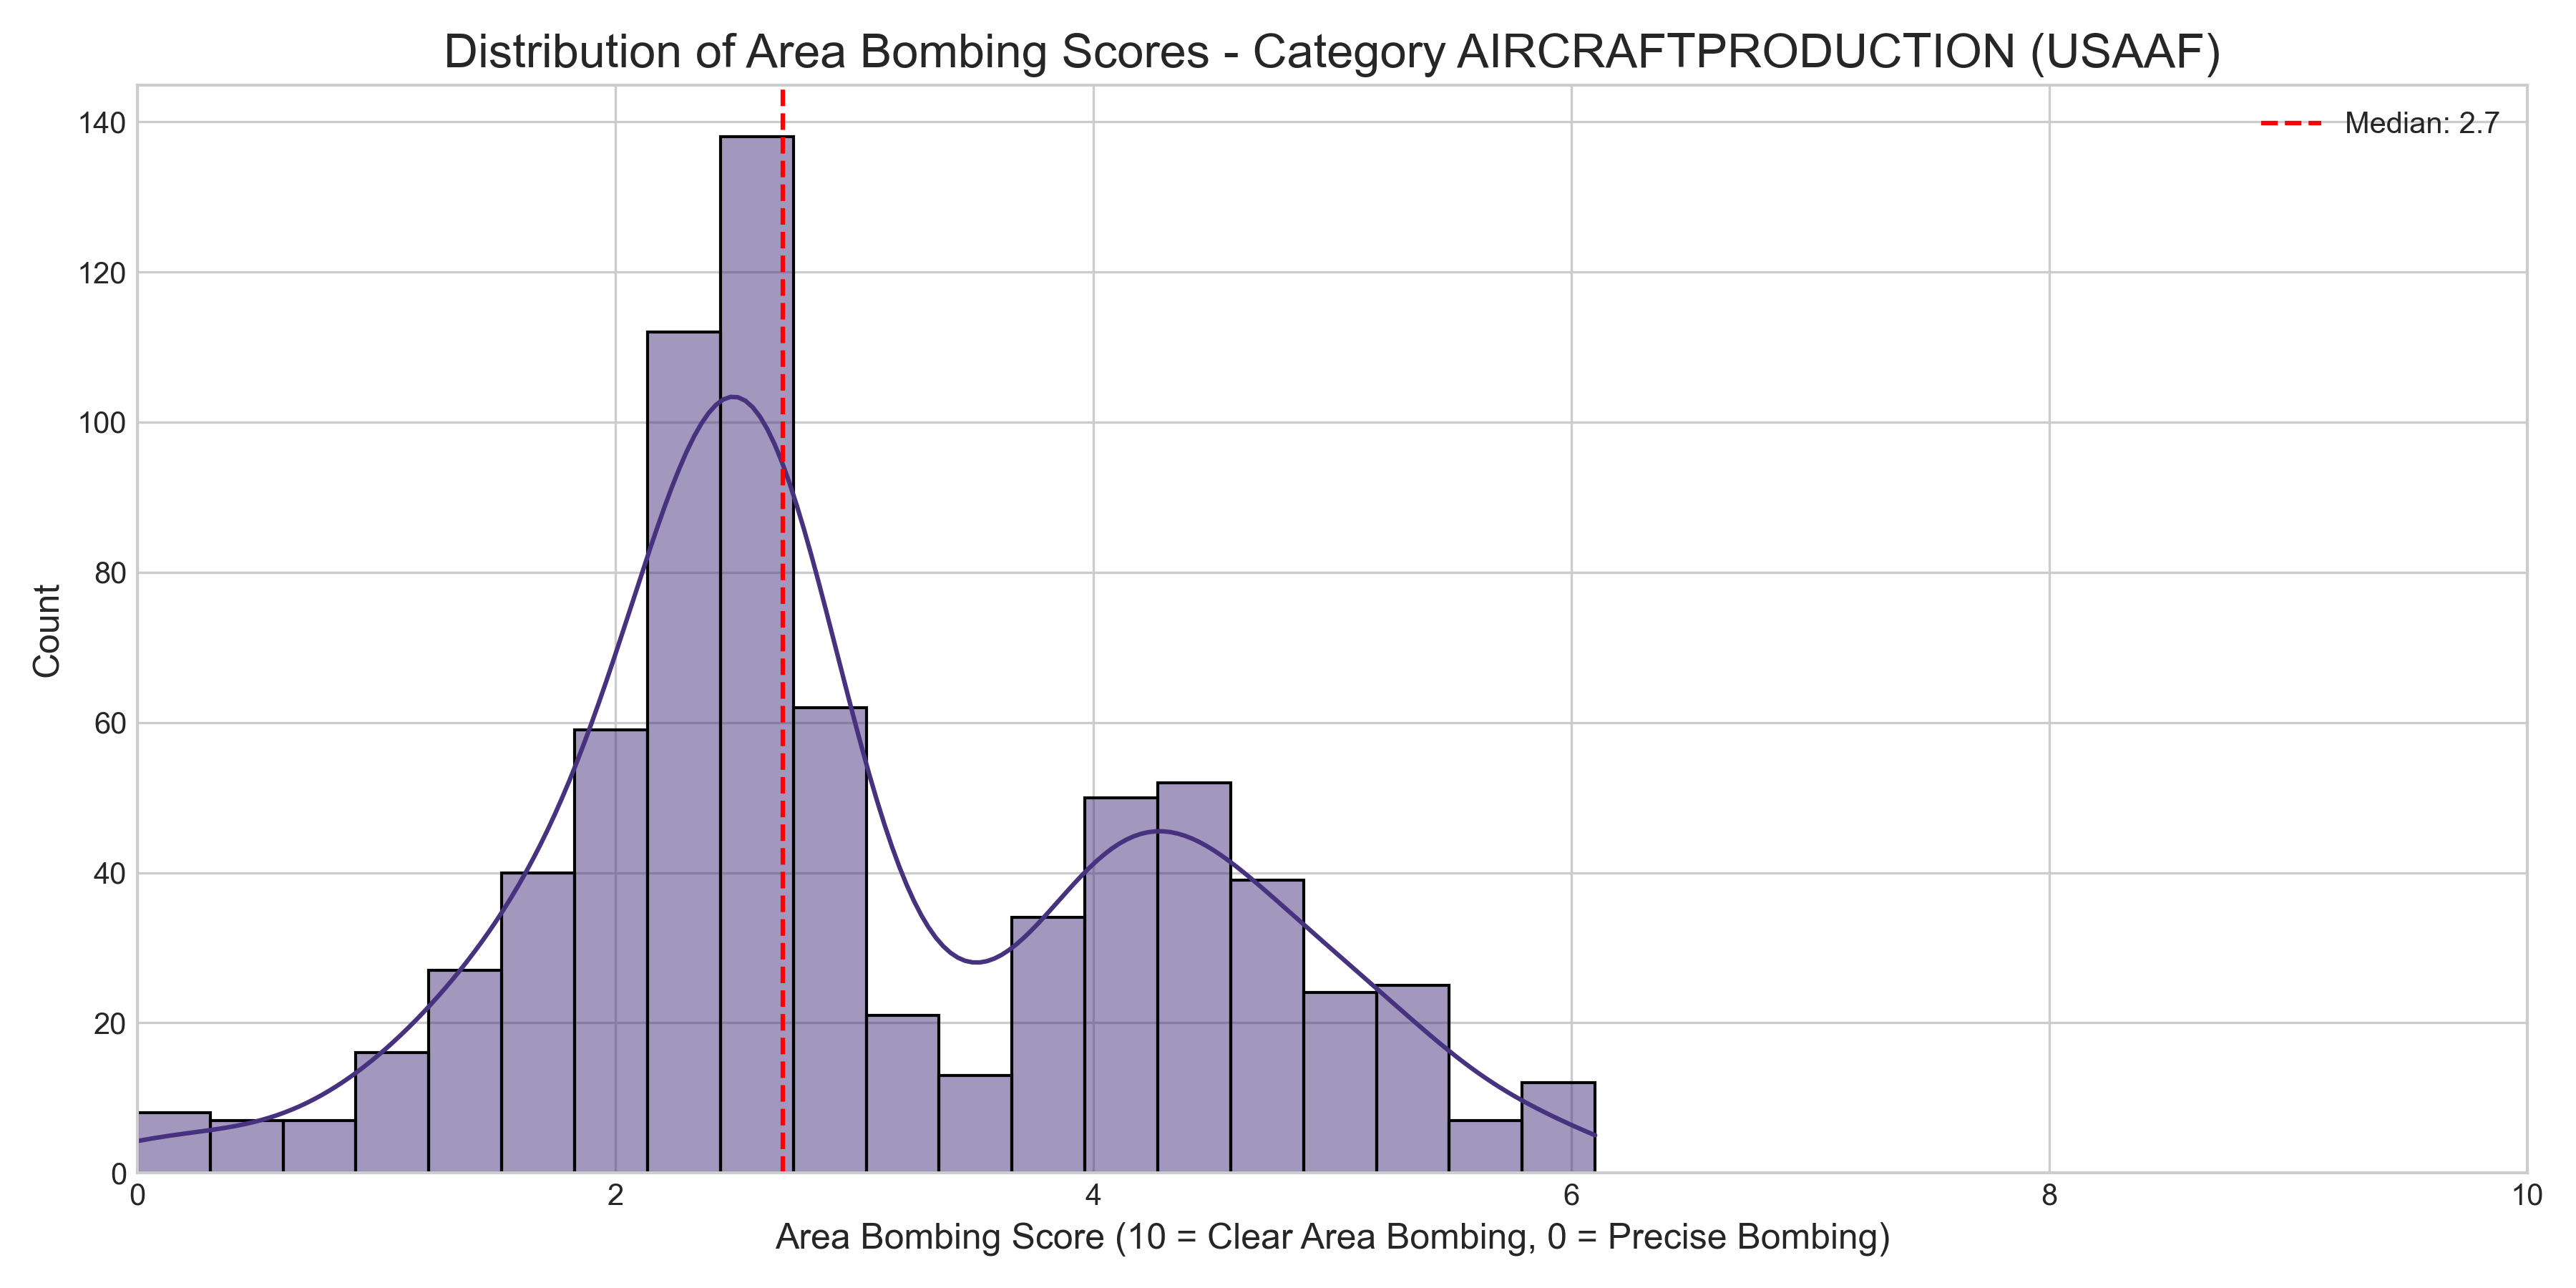 Distribution of Area Bombing Scores - Category AIRCRAFTPRODUCTION (USAAF)
Median: 2.7
140
120
100
80
60
40
20
0
Count
0 2 4 6 8 10
Area Bombing Score (10 = Clear Area Bombing, 0 = Precise Bombing)